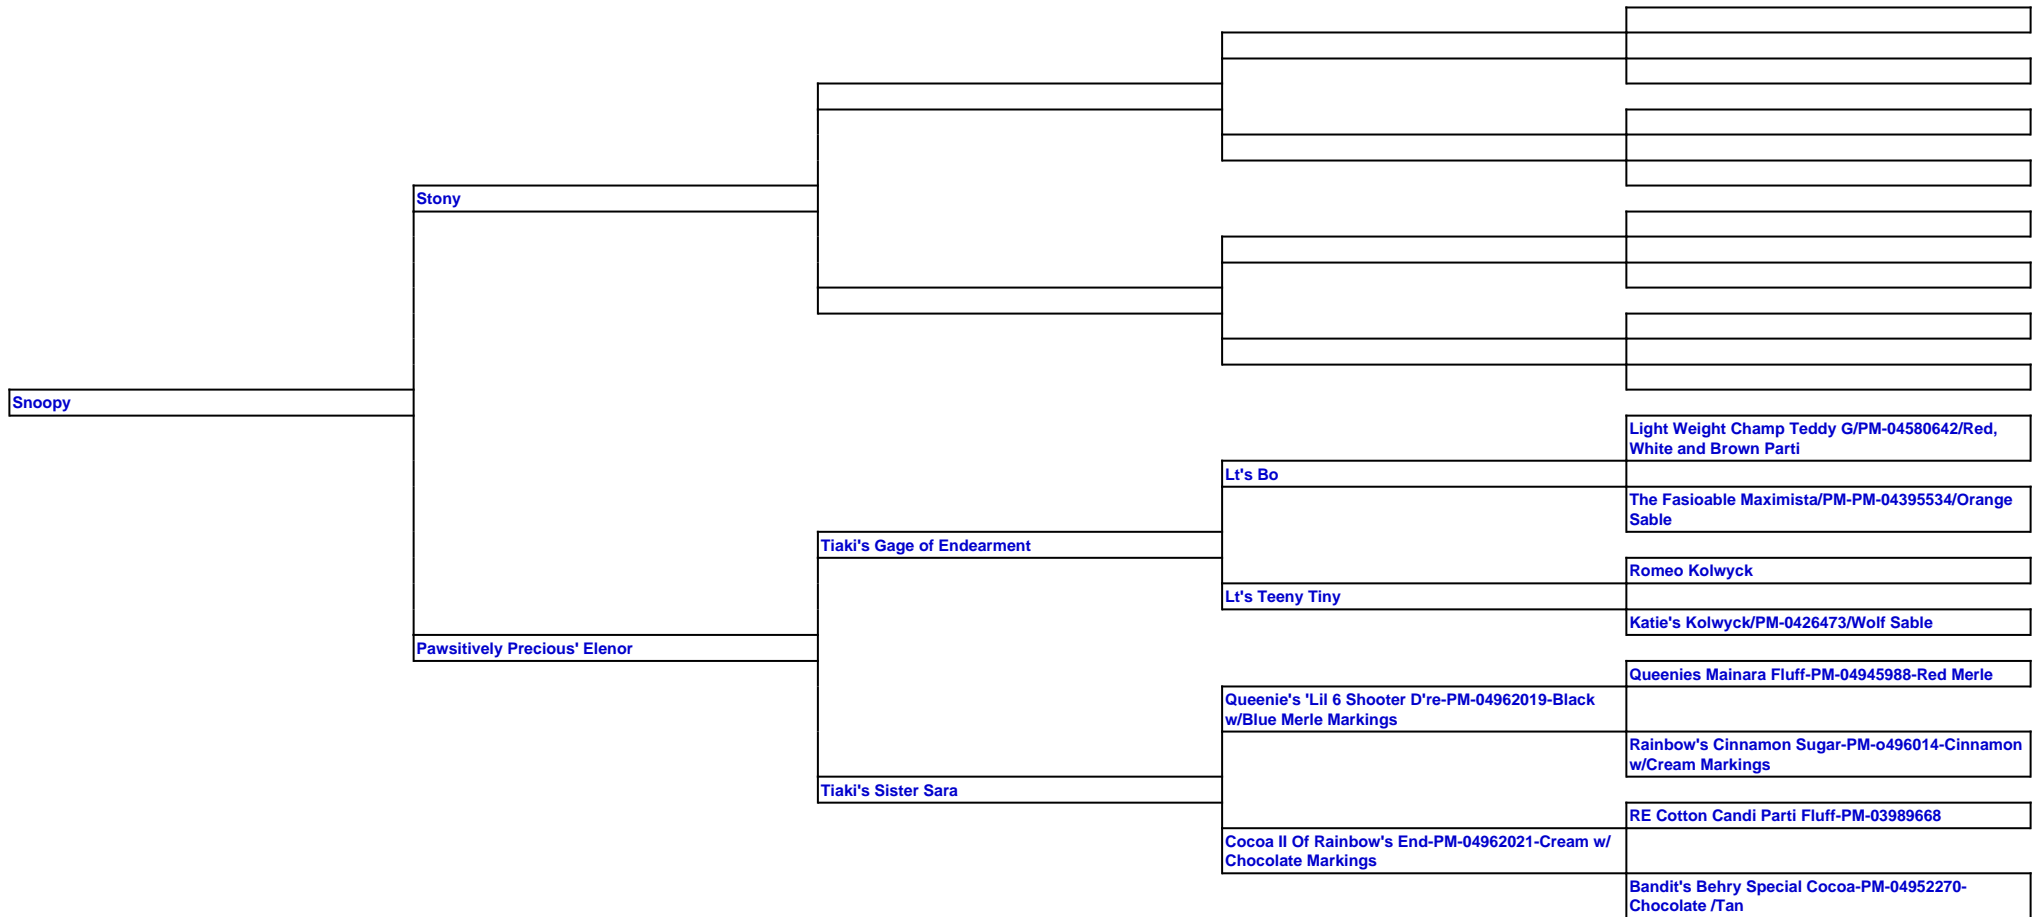 Stony
Snoopy
Light Weight Champ Teddy G/PM-04580642/Red,
White and Brown Parti
Lt's Bo
The Fasioable Maximista/PM-PM-04395534/Orange
Sable
Tiaki's Gage of Endearment
Romeo Kolwyck
Lt's Teeny Tiny
Katie's Kolwyck/PM-0426473/Wolf Sable
Pawsitively Precious' Elenor
Queenies Mainara Fluff-PM-04945988-Red Merle
Queenie's 'Lil 6 Shooter D're-PM-04962019-Black
w/Blue Merle Markings
Rainbow's Cinnamon Sugar-PM-o496014-Cinnamon
w/Cream Markings
Tiaki's Sister Sara
RE Cotton Candi Parti Fluff-PM-03989668
Cocoa II Of Rainbow's End-PM-04962021-Cream w/
Chocolate Markings
Bandit's Behry Special Cocoa-PM-04952270-
Chocolate /Tan